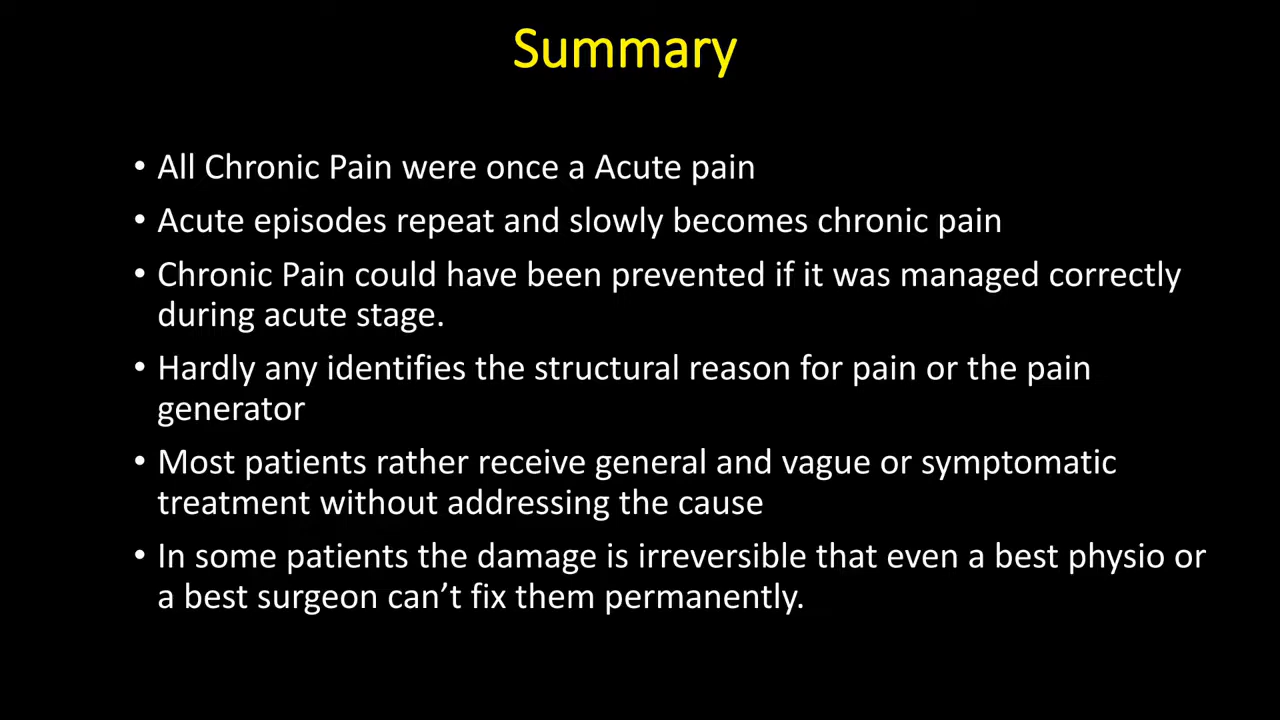 Summary
• All Chronic Pain were once a Acute pain
• Acute episodes repeat and slowly becomes chronic pain
• Chronic Pain could have been prevented if it was managed correctly
during acute stage.
• Hardly any identifies the structural reason for pain or the pain
generator
• Most patients rather receive general and vague or symptomatic
treatment without addressing the cause
• In some patients the damage is irreversible that even a best physio or
a best surgeon can’t fix them permanently.